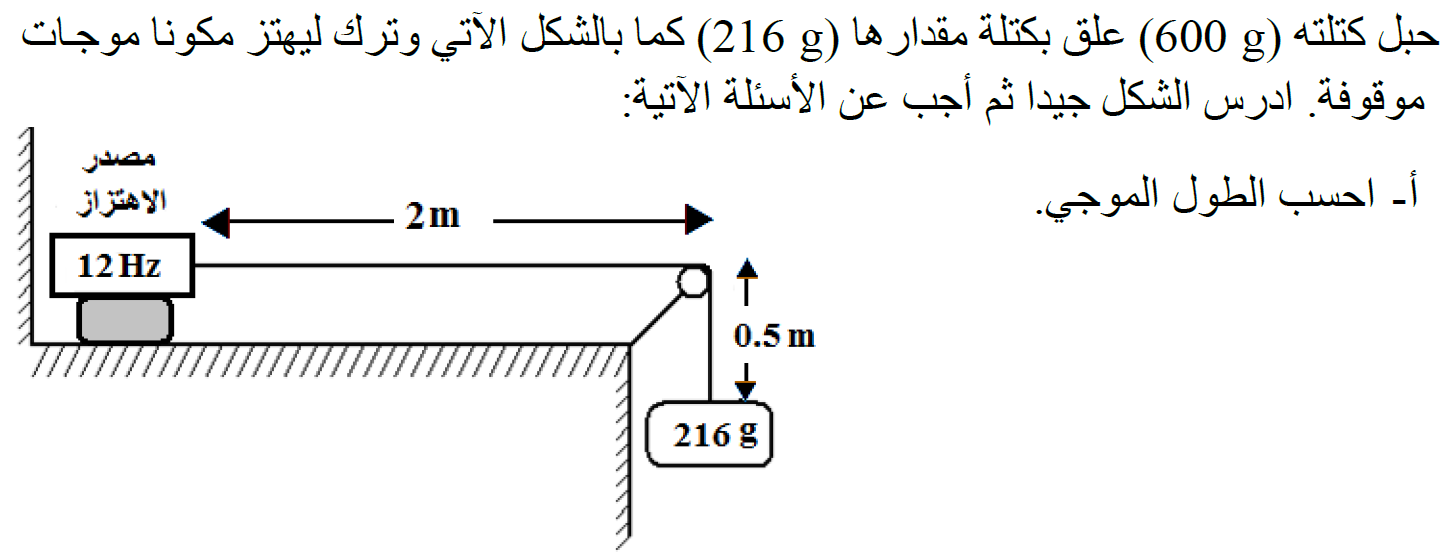 حبل كتلته (600 g) علق بكتلة مقدارها (216 g) كما بالشكل الآتي وترك ليهتز مكونا موجات
موقوفة. ادرس الشكل جيدا ثم أجب عن الأسئلة الآتية:
أ- احسب الطول الموجي.
مصدر
الاهتزاز
2 m
12 Hz
0.5 m
216 g